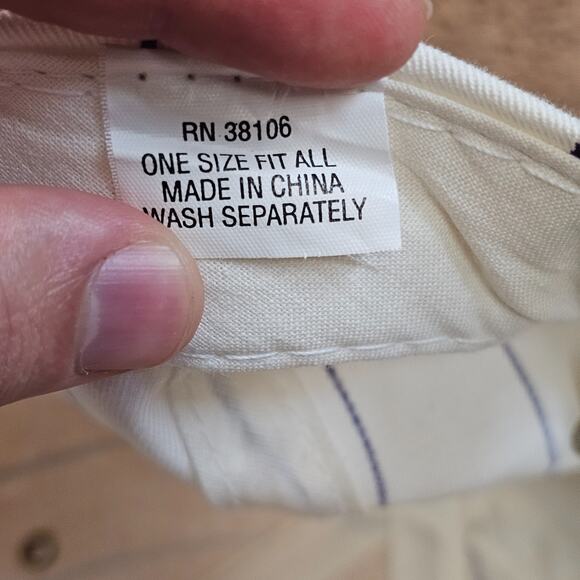 RN 38106
ONE SIZE FIT ALL
MADE IN CHINA
WASH SEPARATELY